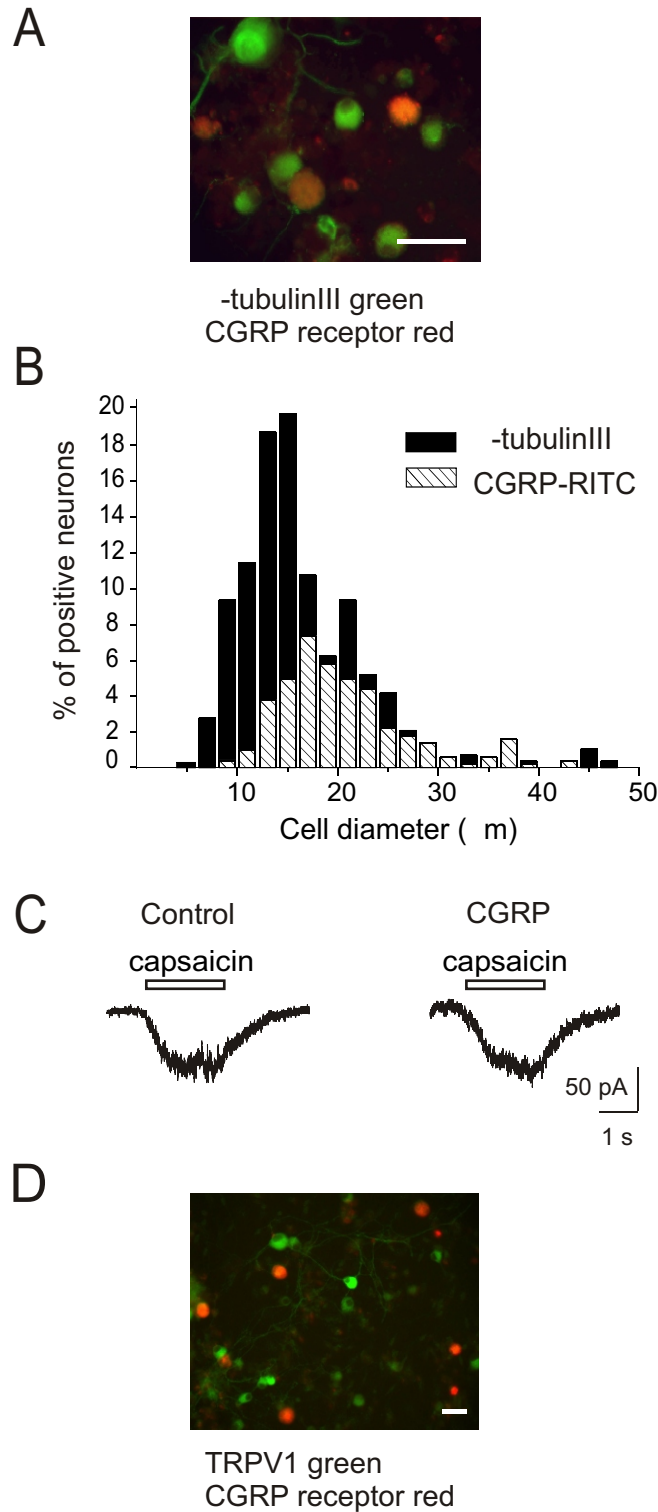 A
-tubulinIII green
CGRP receptor red
B
20
18
16
14
12
10
8
6
4
2
0
% of positive neurons
-tubulinIII
CGRP-RITC
10 20 30 40 50
Cell diameter ( m)
C
Control CGRP
capsaicin capsaicin
50 pA
1 s
D
TRPV1 green
CGRP receptor red